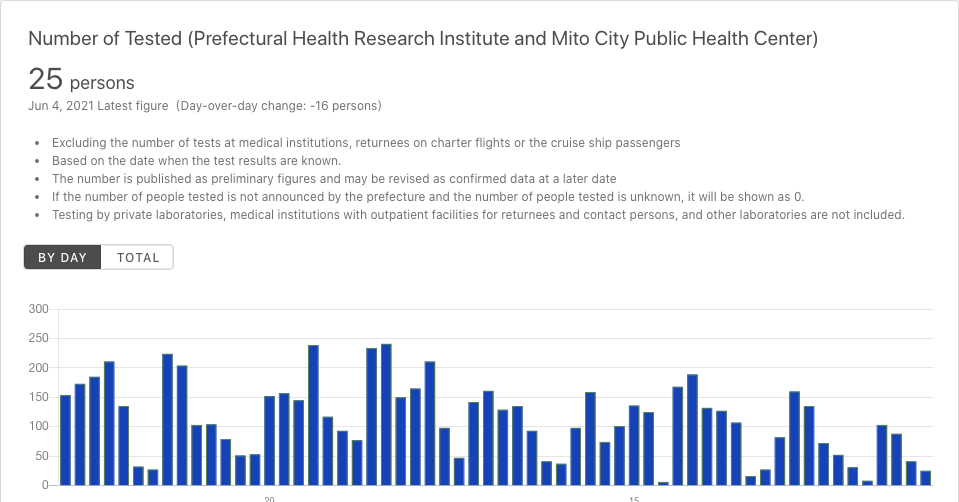 Number of Tested (Prefectural Health Research Institute and Mito City Public Health Center)
25 persons
Jun 4, 2021 Latest figure (Day-over-day change: -16 persons)
• Excluding the number of tests at medical institutions, returnees on charter flights or the cruise ship passengers
• Based on the date when the test results are known.
• The number is published as preliminary figures and may be revised as confirmed data at a later date
• If the number of people tested is not announced by the prefecture and the number of people tested is unknown, it will be shown as 0.
• Testing by private laboratories, medical institutions with outpatient facilities for returnees and contact persons, and other laboratories are not included.
BY DAY TOTAL
300
250
200
150
100
50
0
20 15